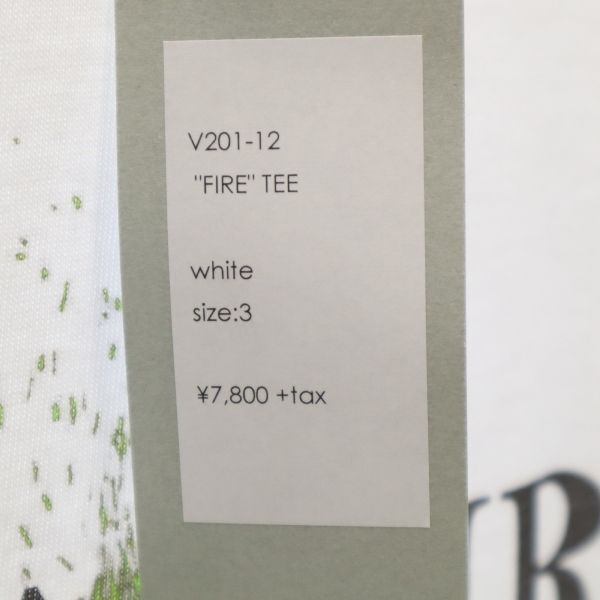 V201-12
"FIRE" TEE
white
size:3
¥7,800 +tax